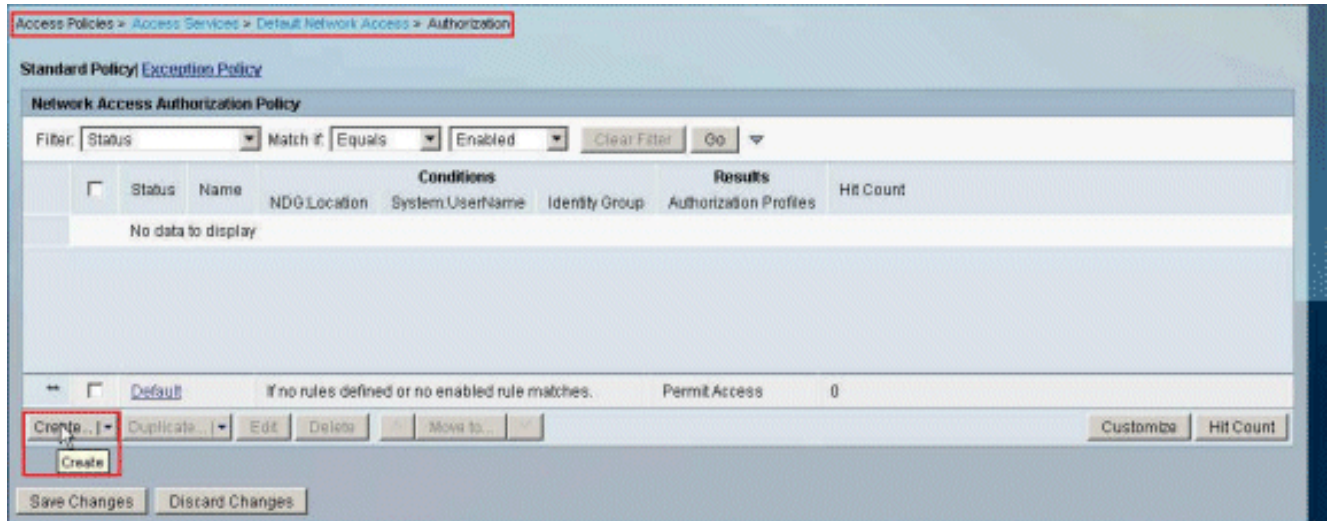 Access Policies > Access Services > Default Network Access > Authorization
Standard Policy| Exception Policy
Network Access Authorization Policy
Filter: Status Match if: Equals Enabled Clear Filter Go
Conditions Results
Status Name NDG:Location System:UserName Identity Group Authorization Profiles Hit Count
No data to display
Default If no rules defined or no enabled rule matches. Permit Access 0
Create... Duplicate... Edit Delete Move to... Customize Hit Count
Create
Save Changes Discard Changes